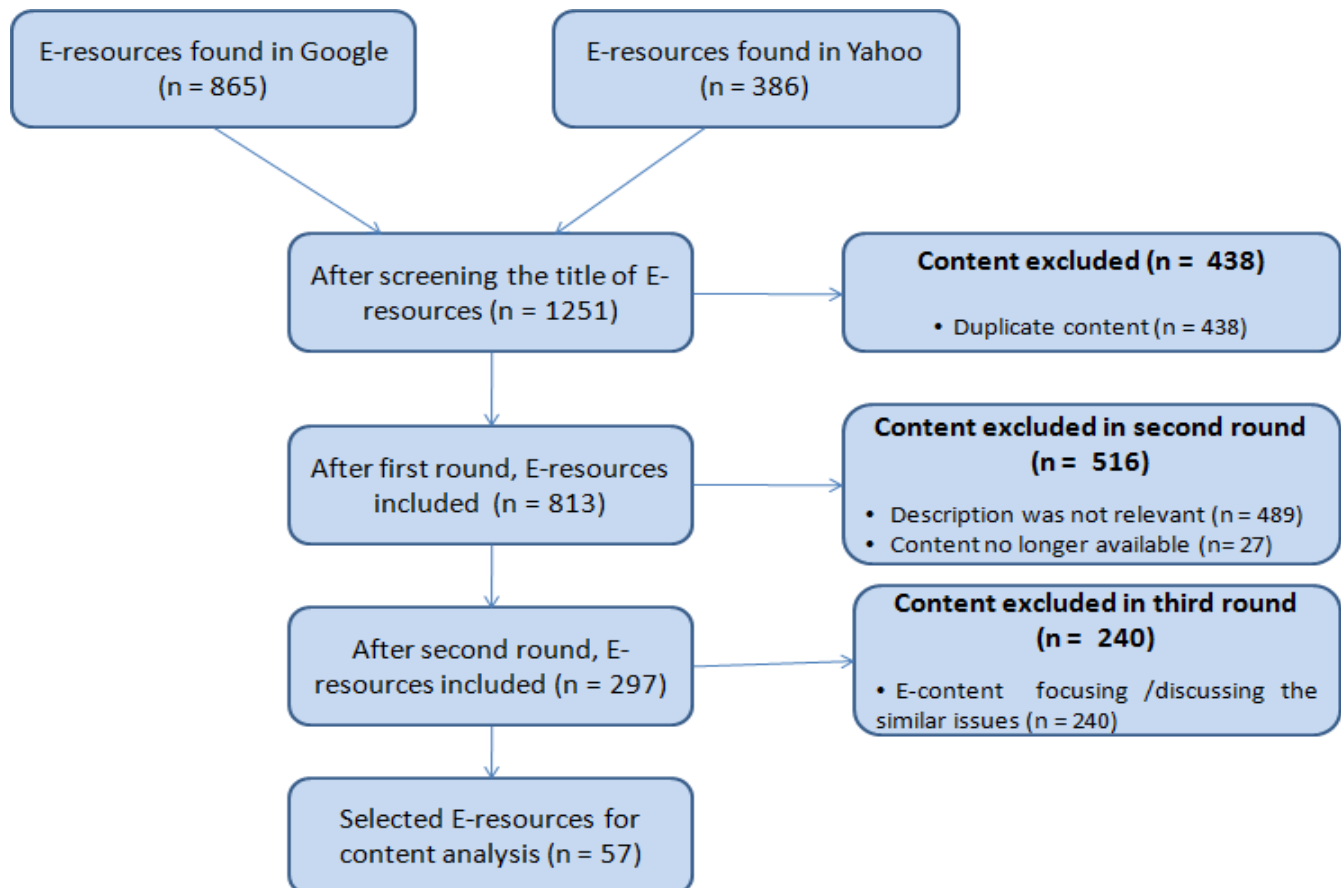 E-resources found in Google
(n = 865)
E-resources found in Yahoo
(n = 386)
After screening the title of E-
resources (n = 1251)
Content excluded (n = 438)
• Duplicate content (n = 438)
After first round, E-resources
included (n = 813)
Content excluded in second round
(n = 516)
• Description was not relevant (n = 489)
• Content no longer available (n= 27)
After second round, E-
resources included (n = 297)
Content excluded in third round
(n = 240)
• E-content focusing /discussing the
similar issues (n = 240)
Selected E-resources for
content analysis (n = 57)